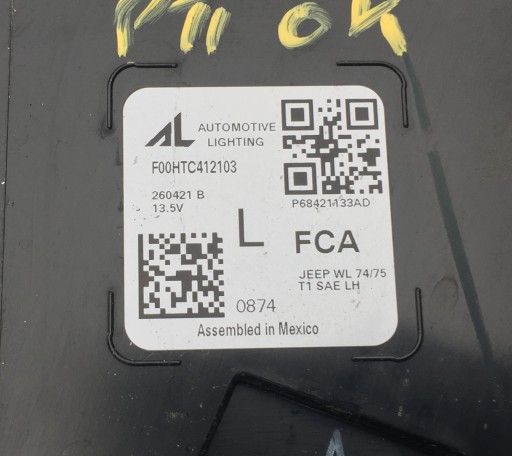 OK
AL AUTOMOTIVE
LIGHTING
F00HTC412103
260421 B
13.5V
P68421133AD
L FCA
JEEP WL 74/75
T1 SAE LH
0874
Assembled in Mexico